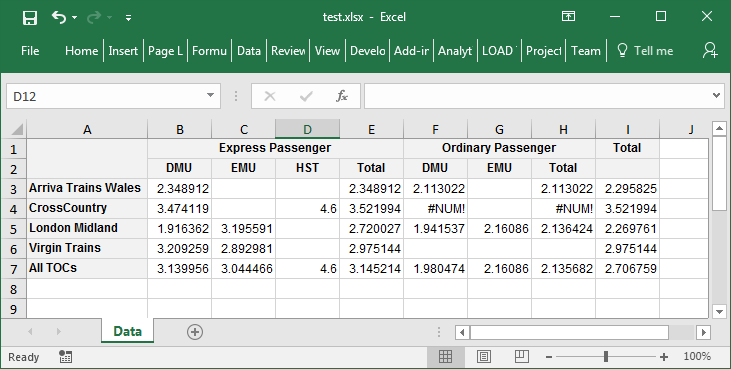 test.xlsx - Excel
File Home Insert Page L Formu Data Review View Develo Add-in Analyt LOAD Project Team Tell me
D12 fx
A B C D E F G H I J
1 Express Passenger Ordinary Passenger Total
2 DMU EMU HST Total DMU EMU Total
3 Arriva Trains Wales 2.348912 2.348912 2.113022 2.113022 2.295825
4 CrossCountry 3.474119 4.6 3.521994 #NUM! #NUM! 3.521994
5 London Midland 1.916362 3.195591 2.720027 1.941537 2.16086 2.136424 2.269761
6 Virgin Trains 3.209259 2.892981 2.975144 2.975144
7 All TOCs 3.139956 3.044466 4.6 3.145214 1.980474 2.16086 2.135682 2.706759
8
9
Data
Ready 100%